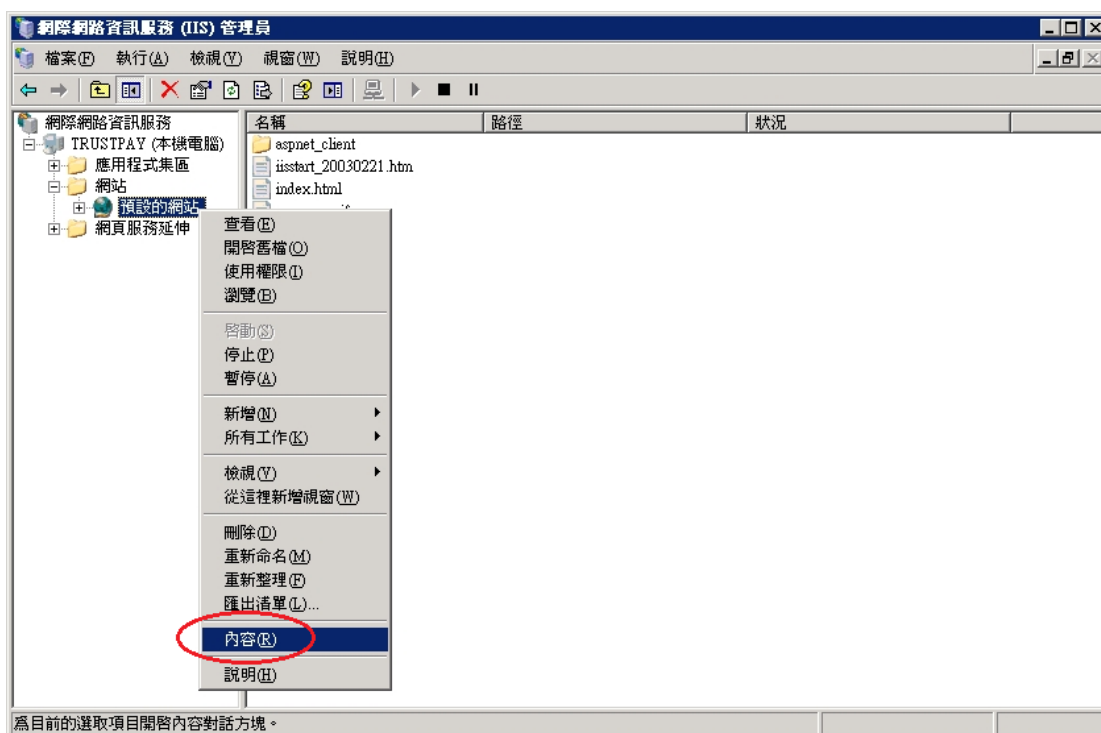 網際網路資訊服務 (IIS) 管理員
檔案(F) 執行(A) 檢視(V) 視窗(W) 說明(H)
名稱 路徑 狀況
網際網路資訊服務
TRUSTPAY (本機電腦)
應用程式集區
網站
預設的網站
網頁服務延伸
aspnet_client
iisstart_20030221.htm
index.html
查看(E)
開啓舊檔(O)
使用權限(I)
瀏覽(B)
啓動(S)
停止(P)
暫停(A)
新增(N)
所有工作(K)
檢視(V)
從這裡新增視窗(W)
刪除(D)
重新命名(M)
重新整理(F)
匯出清單(L)...
內容(R)
說明(H)
爲目前的選取項目開啓內容對話方塊。